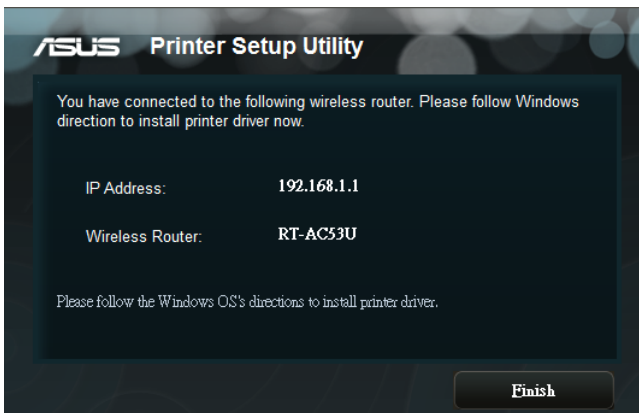 ASUS Printer Setup Utility
You have connected to the following wireless router. Please follow Windows
direction to install printer driver now.
IP Address: 192.168.1.1
Wireless Router: RT-AC53U
Please follow the Windows OS's directions to install printer driver.
Finish